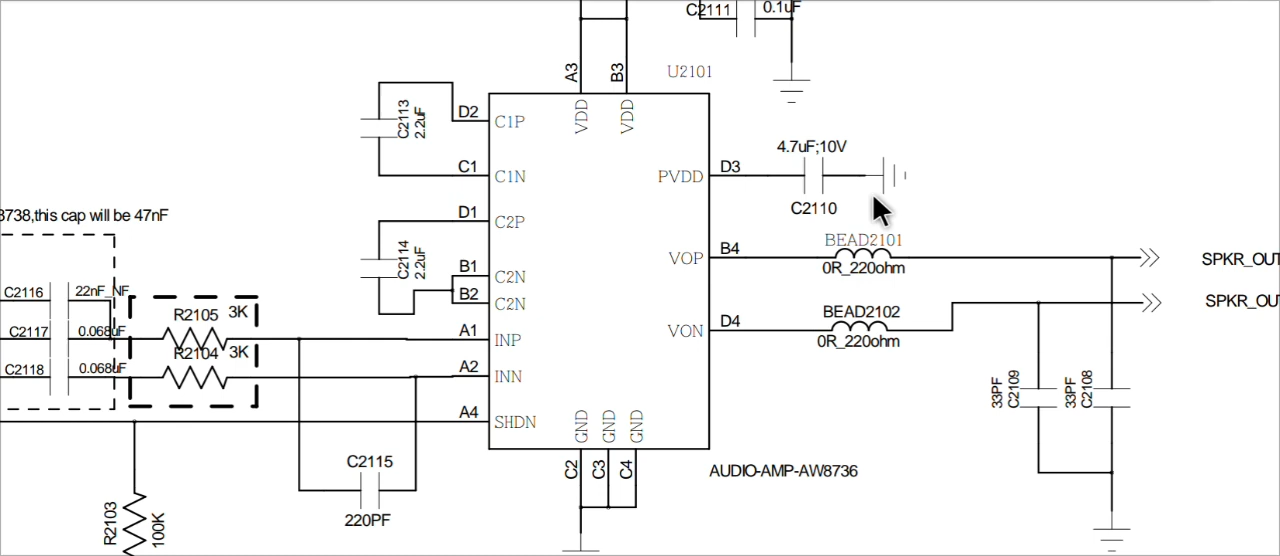 C2111
0.1uF
U2101
A3
B3
VDD
VDD
D2
C1P
C2113
2.2uF
C1
C1N
4.7uF;10V
PVDD
D3
C2110
8738,this cap will be 47nF
D1
C2P
C2114
2.2uF
BEAD2101
VOP
B4
0R_220ohm
SPKR_OUT
B1
C2N
B2
C2N
C2116
22nF_NF
R2105
3K
BEAD2102
SPKR_OUT
C2117
0.068uF
A1
INP
VON
D4
0R_220ohm
R2104
3K
C2118
0.068uF
A2
INN
33PF
C2109
33PF
C2108
A4
SHDN
GND
GND
GND
C2
C3
C4
C2115
220PF
AUDIO-AMP-AW8736
R2103
100K